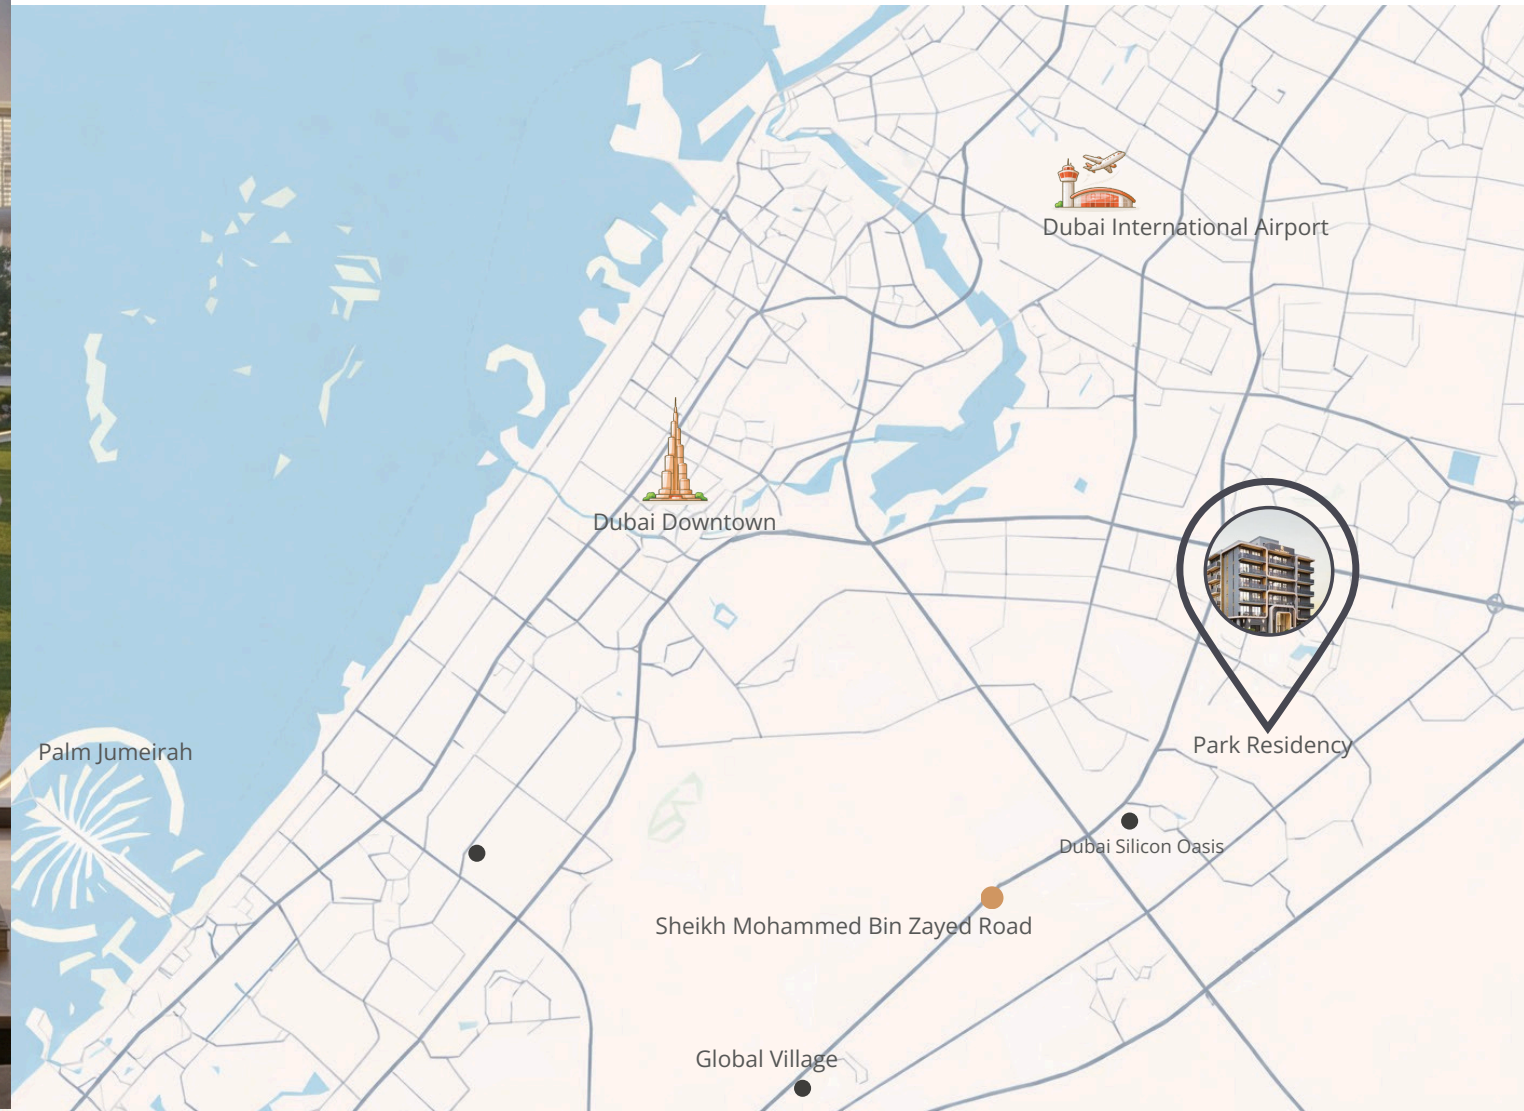 Dubai International Airport
Dubai Downtown
Park Residency
Palm Jumeirah
Dubai Silicon Oasis
Sheikh Mohammed Bin Zayed Road
Global Village